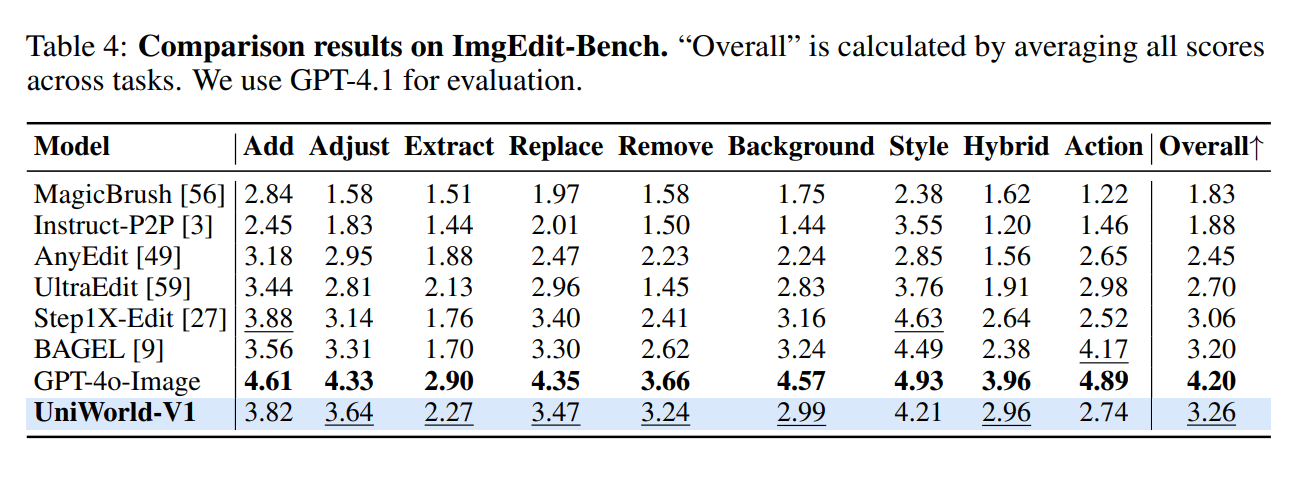 Table 4: Comparison results on ImgEdit-Bench. “Overall” is calculated by averaging all scores
across tasks. We use GPT-4.1 for evaluation.
Model Add Adjust Extract Replace Remove Background Style Hybrid Action Overall↑
MagicBrush [56] 2.84 1.58 1.51 1.97 1.58 1.75 2.38 1.62 1.22 1.83
Instruct-P2P [3] 2.45 1.83 1.44 2.01 1.50 1.44 3.55 1.20 1.46 1.88
AnyEdit [49] 3.18 2.95 1.88 2.47 2.23 2.24 2.85 1.56 2.65 2.45
UltraEdit [59] 3.44 2.81 2.13 2.96 1.45 2.83 3.76 1.91 2.98 2.70
Step1X-Edit [27] 3.88 3.14 1.76 3.40 2.41 3.16 4.63 2.64 2.52 3.06
BAGEL [9] 3.56 3.31 1.70 3.30 2.62 3.24 4.49 2.38 4.17 3.20
GPT-4o-Image 4.61 4.33 2.90 4.35 3.66 4.57 4.93 3.96 4.89 4.20
UniWorld-V1 3.82 3.64 2.27 3.47 3.24 2.99 4.21 2.96 2.74 3.26